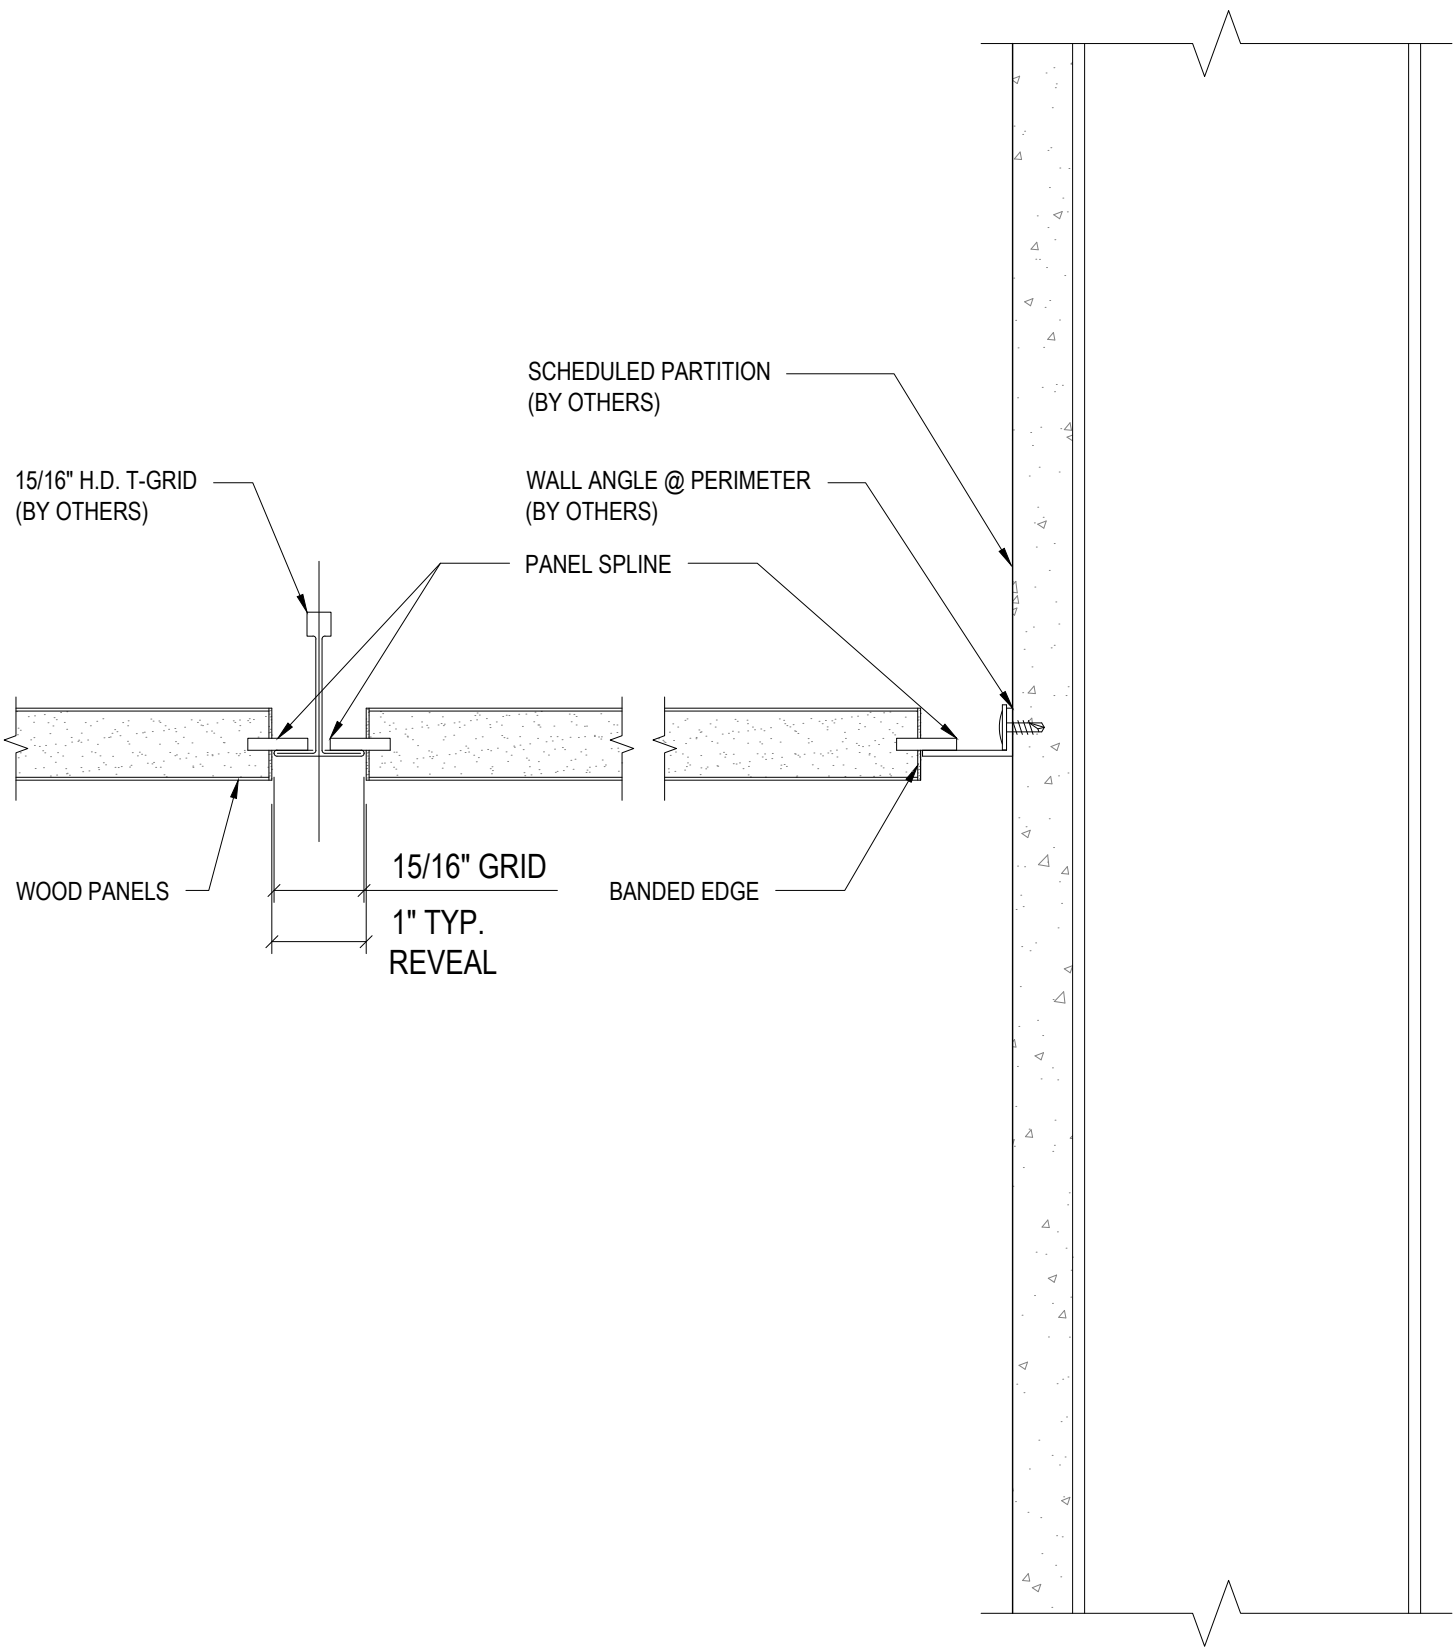 SCHEDULED PARTITION
(BY OTHERS)
15/16" H.D. T-GRID
(BY OTHERS)
WALL ANGLE @ PERIMETER
(BY OTHERS)
PANEL SPLINE
WOOD PANELS
15/16" GRID
1" TYP.
REVEAL
BANDED EDGE